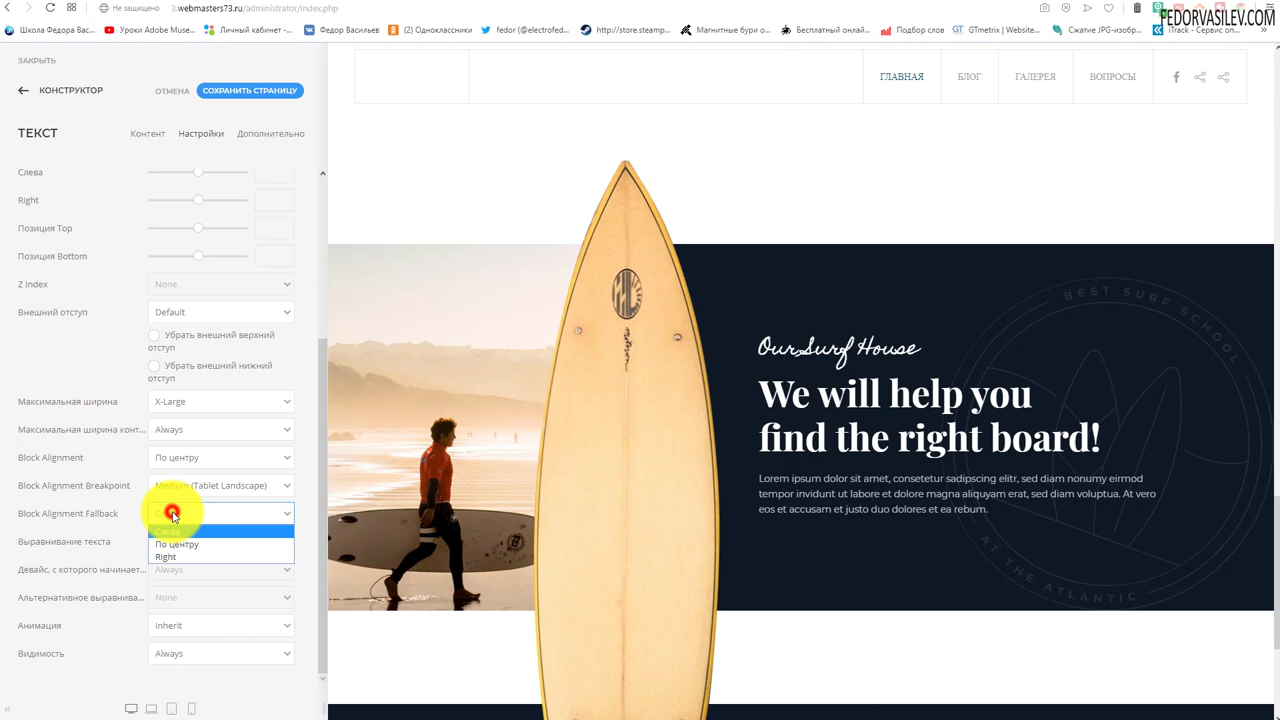 Не защищено
3.webmasters73.ru/administrator/index.php
FEDORVASILEV.COM
Школа Федора Вас...
Уроки Adobe Muse...
Личный кабинет -...
Федор Васильев
(2) Одноклассники
fedor (@electrofed...
http://store.steamp...
Магнитные бури о...
Бесплатный онлай...
Подбор слов
GTmetrix | Website...
Сжатие JPG-изобр...
iTrack - Сервис оп...
ЗАКРЫТЬ
КОНСТРУКТОР
ОТМЕНА
СОХРАНИТЬ СТРАНИЦУ
ТЕКСТ
Контент
Настройки
Дополнительно
Слева
Right
Позиция Top
Позиция Bottom
Z Index
None
Внешний отступ
Default
Убрать внешний верхний
отступ
Убрать внешний нижний
отступ
Максимальная ширина
X-Large
Максимальная ширина конт...
Always
Block Alignment
По центру
Block Alignment Breakpoint
Medium (Tablet Landscape)
Block Alignment Fallback
Слева
По центру
Right
Выравнивание текста
Девайс, с которого начинает...
Always
Альтернативное выравнива...
None
Анимация
Inherit
Видимость
Always
ГЛАВНАЯ
БЛОГ
ГАЛЕРЕЯ
ВОПРОСЫ
BEST SURF SCHOOL
Our Surf House
We will help you
find the right board!
Lorem ipsum dolor sit amet, consetetur sadipscing elitr, sed diam nonumy eirmod
tempor invidunt ut labore et dolore magna aliquyam erat, sed diam voluptua. At vero
eos et accusam et justo duo dolores et ea rebum.
AT THE ATLANTIC